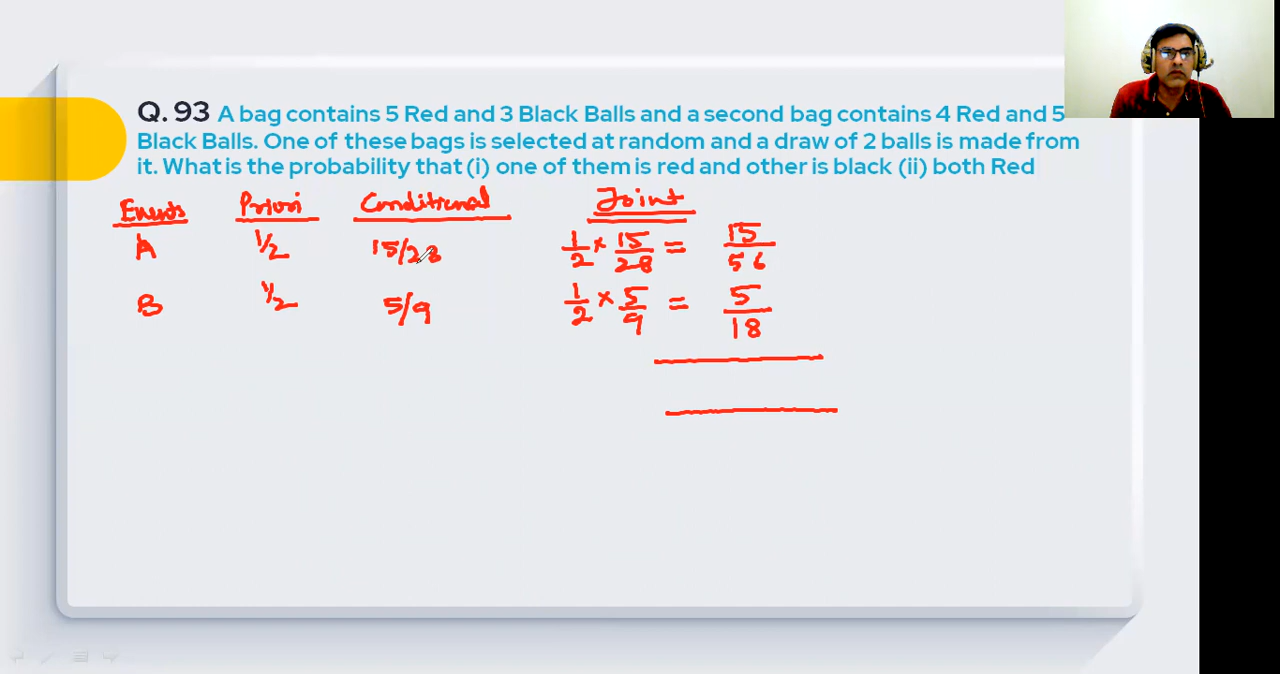 Q. 93 A bag contains 5 Red and 3 Black Balls and a second bag contains 4 Red and 5
Black Balls. One of these bags is selected at random and a draw of 2 balls is made from
it. What is the probability that (i) one of them is red and other is black (ii) both Red
Events Priori Conditional Joint
A 1/2 15/28 1/2 × 15/28 = 15/56
B 1/2 5/9 1/2 × 5/9 = 5/18